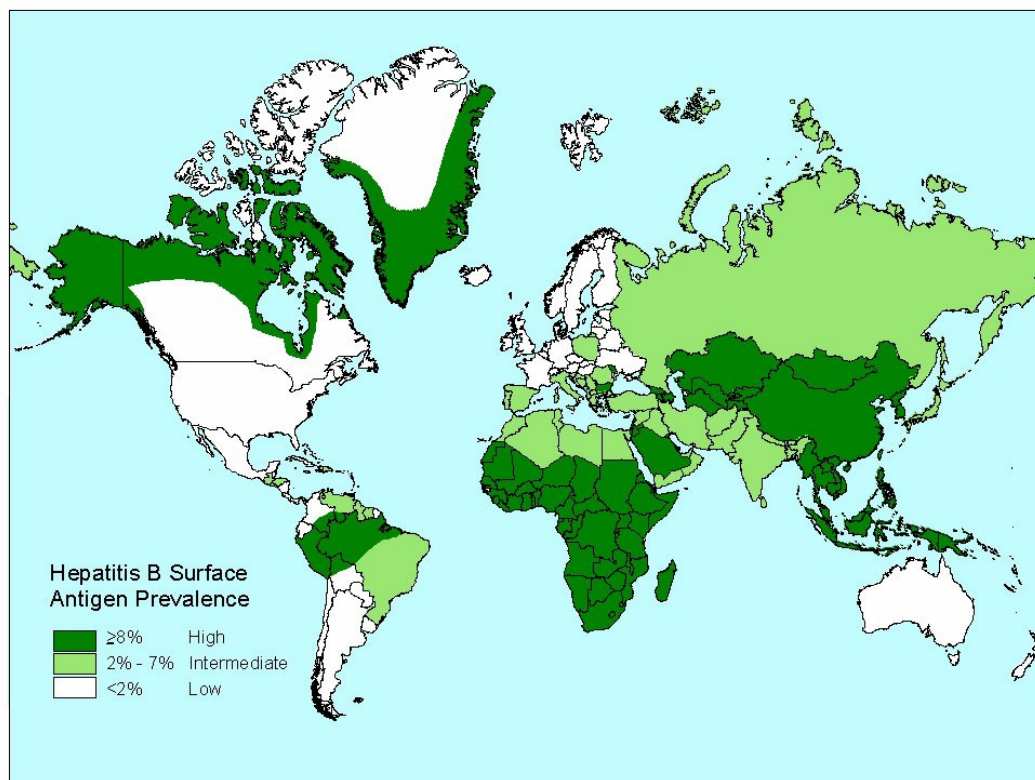 Hepatitis B Surface
Antigen Prevalence
≥8% High
2% - 7% Intermediate
<2% Low